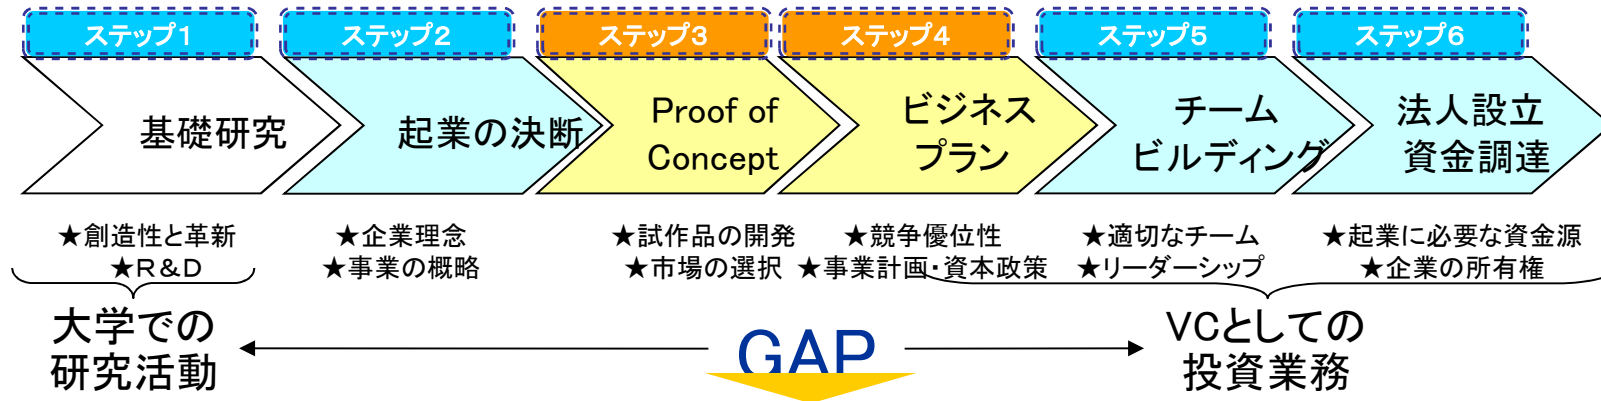 ステップ1
ステップ2
ステップ3
ステップ4
ステップ5
ステップ6
基礎研究
起業の決断
Proof of
Concept
ビジネス
プラン
チーム
ビルディング
法人設立
資金調達
★創造性と革新
★R&D
★企業理念
★事業の概略
★試作品の開発
★市場の選択
★競争優位性
★事業計画・資本政策
★適切なチーム
★リーダーシップ
★起業に必要な資金源
★企業の所有権
大学での
研究活動
GAP
VCとしての
投資業務